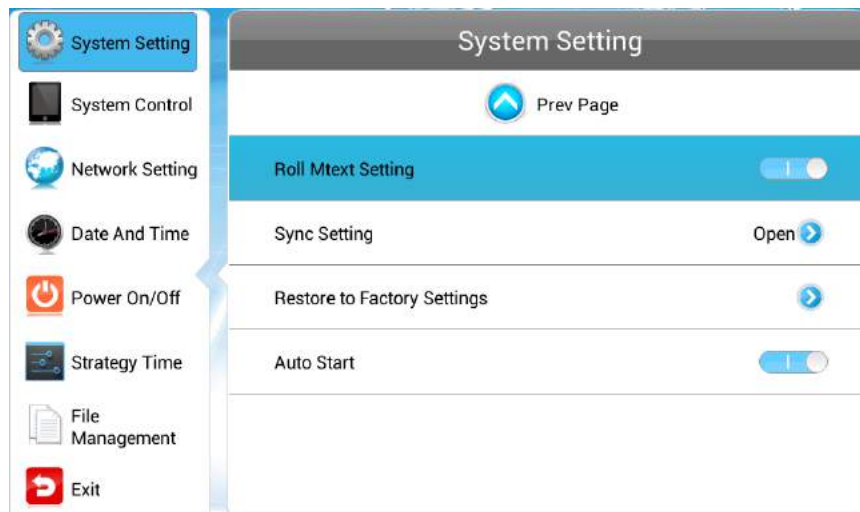 System Setting
System Control
Network Setting
Date And Time
Power On/Off
Strategy Time
File
Management
Exit
System Setting
Prev Page
Roll Mtext Setting
Sync Setting
Open
Restore to Factory Settings
Auto Start